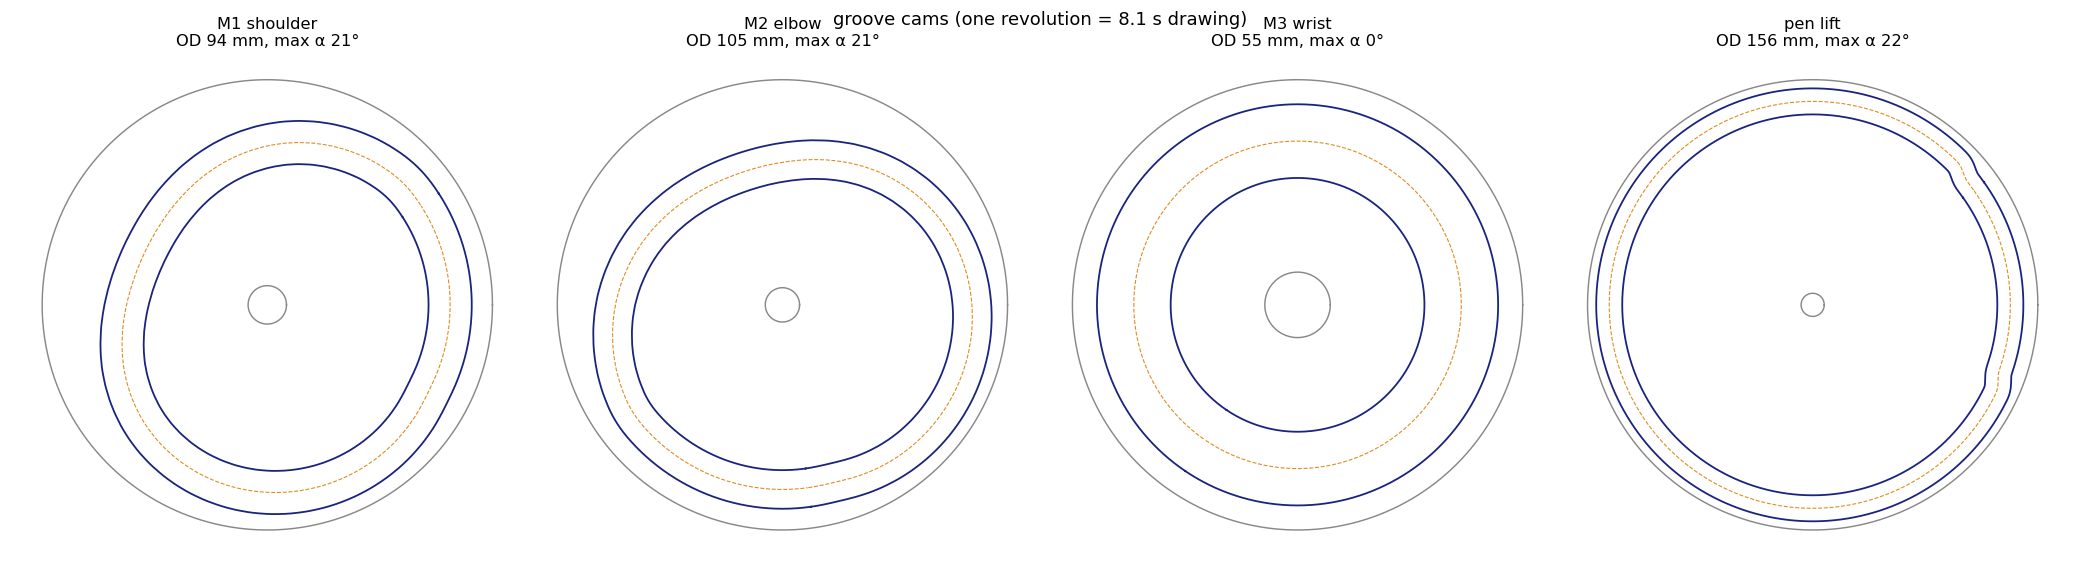 groove cams (one revolution = 8.1 s drawing)
M1 shoulder
OD 94 mm, max α 21°
M2 elbow
OD 105 mm, max α 21°
M3 wrist
OD 55 mm, max α 0°
pen lift
OD 156 mm, max α 22°